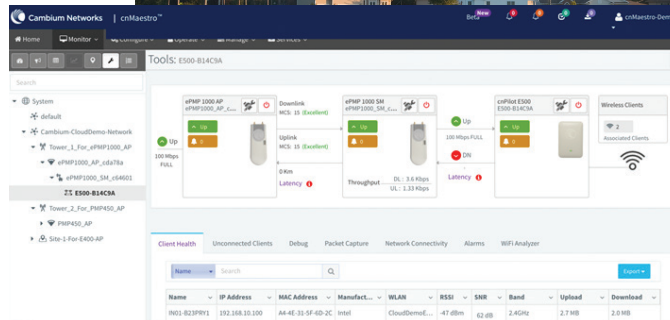 Cambium Networks | cnMaestro™
Beta New
cnMaestro-Demo
Home Monitor Configure Operate Manage Services
Tools: E500-B14C9A
Search
System
default
Cambium-CloudDemo-Network
Tower_1_For_ePMP1000_AP
ePMP1000_AP_cda78a
ePMP1000_SM_c64601
E500-B14C9A
Tower_2_For_PMP450_AP
PMP450_AP
Site-1-For-E400-AP
Up
100 Mbps
FULL
ePMP 1000 AP
ePMP1000_AP_c...
Up
0
Downlink
MCS: 15 (Excellent)
Uplink
MCS: 15 (Excellent)
0 Km
Latency
ePMP 1000 SM
ePMP1000_SM_c...
Up
0
Throughput DL : 3.6 Kbps
UL : 1.33 Kbps
Up
100 Mbps FULL
DN
Latency
cnPilot E500
E500-B14C9A
Up
0
Wireless Clients
2
Associated Clients
Client Health Unconnected Clients Debug Packet Capture Network Connectivity Alarms WiFi Analyzer
Name Search Export
Name IP Address MAC Address Manufact... WLAN RSSI SNR Band Upload Download
IN01-B23PRY1 192.168.10.100 A4-4E-31-5F-6D-2C Intel CloudDemoE... -47 dBm 62 dB 2.4GHz 2.7 MB 2.0 MB